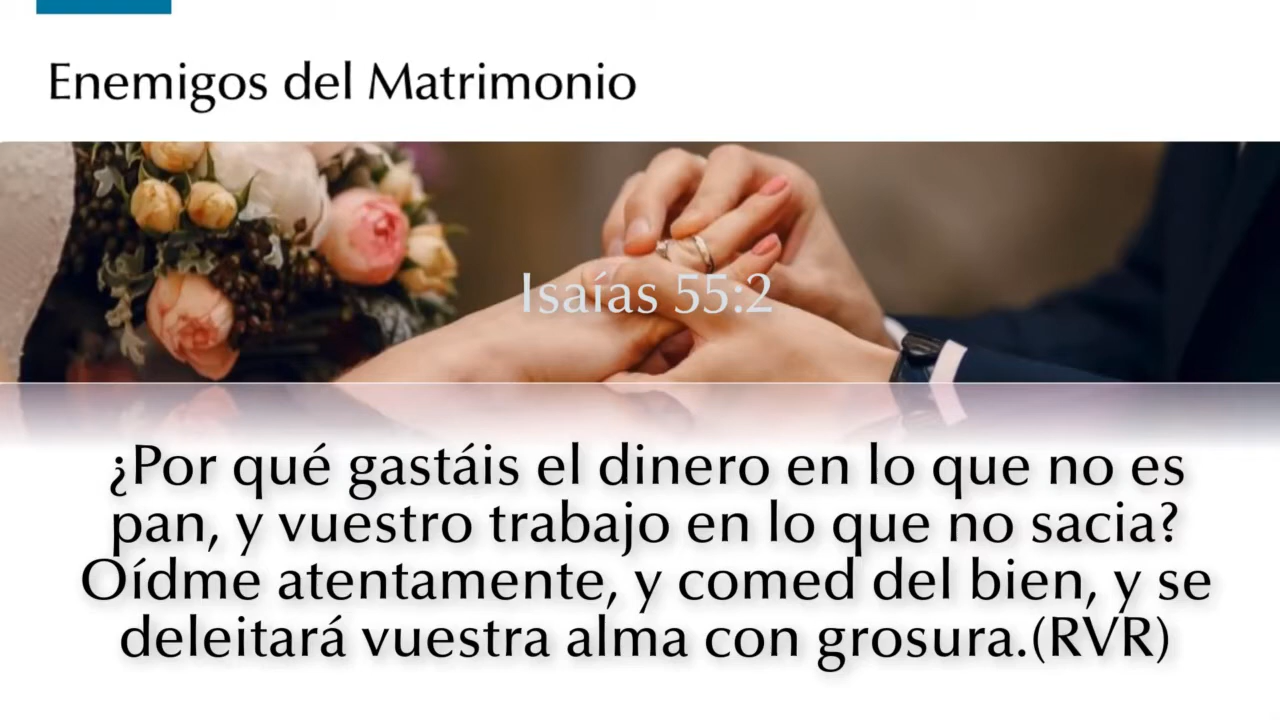 Enemigos del Matrimonio
Isaías 55:2
¿Por qué gastáis el dinero en lo que no es
pan, y vuestro trabajo en lo que no sacia?
Oídme atentamente, y comed del bien, y se
deleitará vuestra alma con grosura.(RVR)